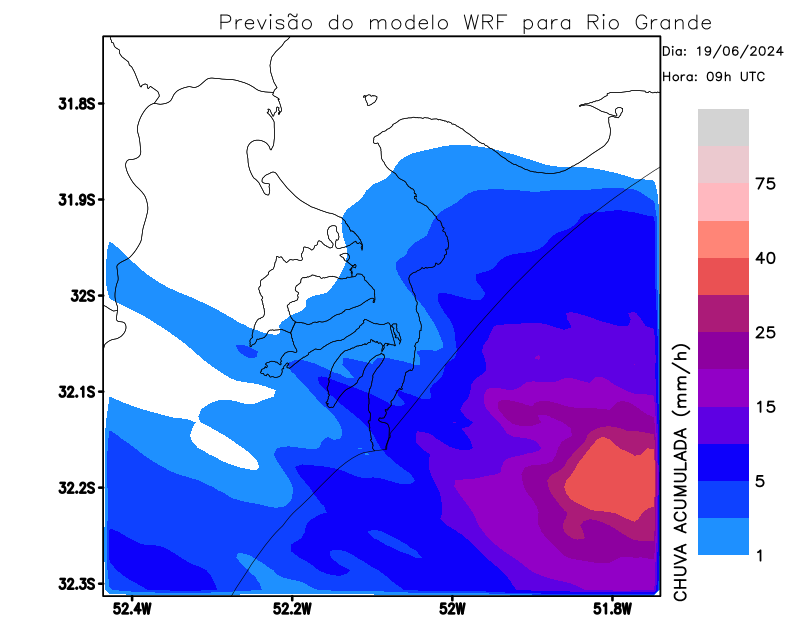 Previsão do modelo WRF para Rio Grande
Dia: 19/06/2024
Hora: 09h UTC
31.8S
31.9S
32S
32.1S
32.2S
32.3S
52.4W
52.2W
52W
51.8W
75
40
25
15
5
1
CHUVA ACUMULADA (mm/h)